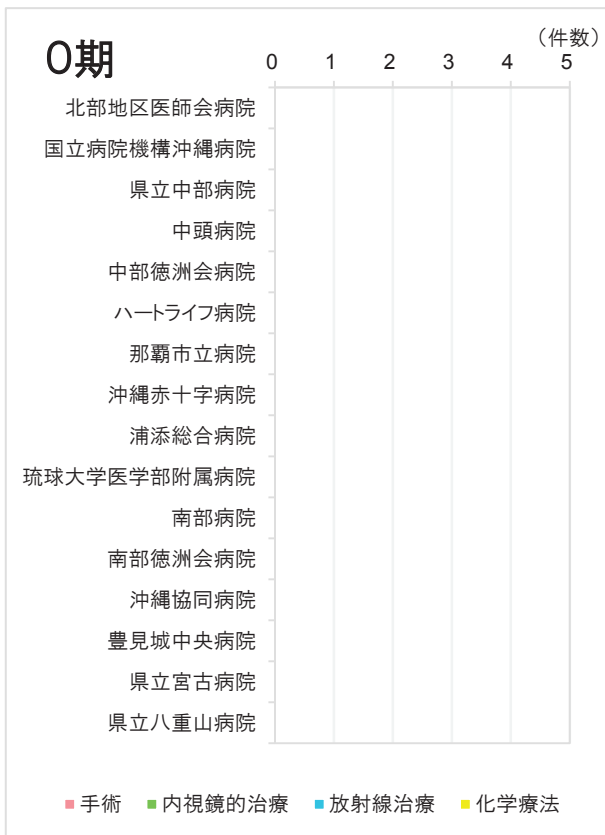 0期
（件数）
0 1 2 3 4 5
北部地区医師会病院
国立病院機構沖縄病院
県立中部病院
中頭病院
中部徳洲会病院
ハートライフ病院
那覇市立病院
沖縄赤十字病院
浦添総合病院
琉球大学医学部附属病院
南部病院
南部徳洲会病院
沖縄協同病院
豊見城中央病院
県立宮古病院
県立八重山病院
手術 内視鏡的治療 放射線治療 化学療法